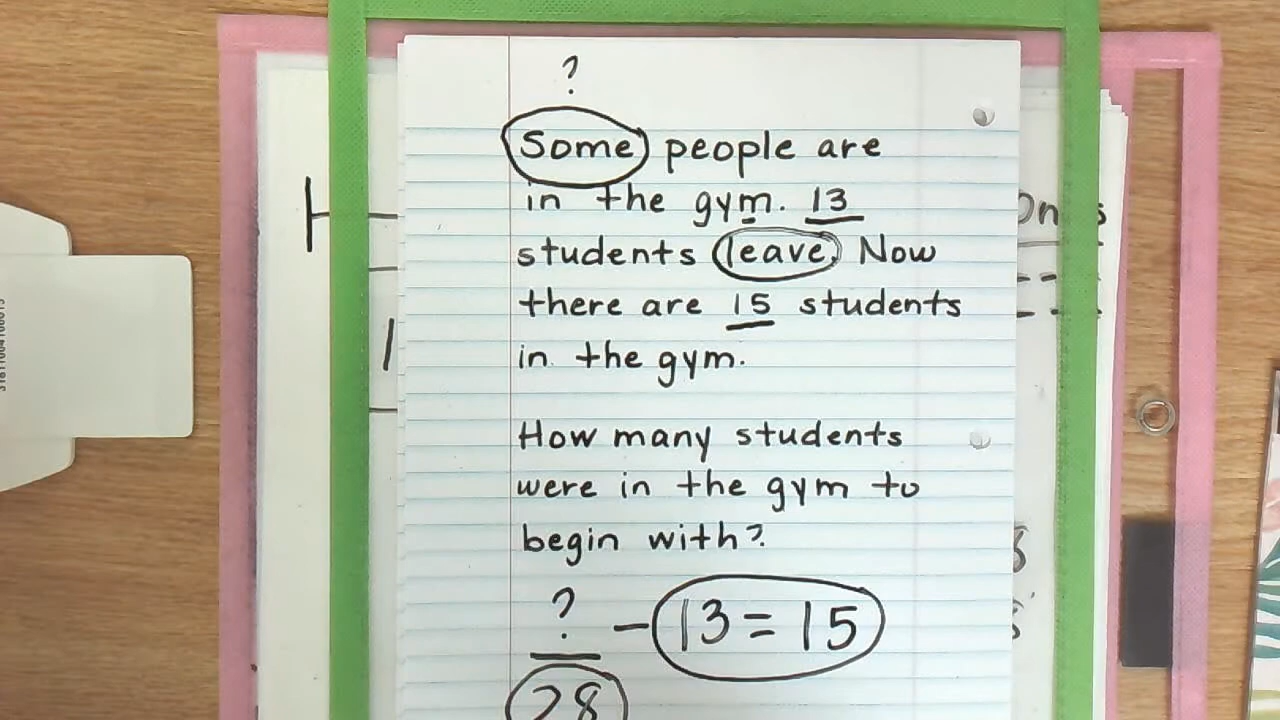 ?
Some people are
in the gym. 13
students leave. Now
there are 15 students
in the gym.
How many students
were in the gym to
begin with?
? - 13 = 15
28